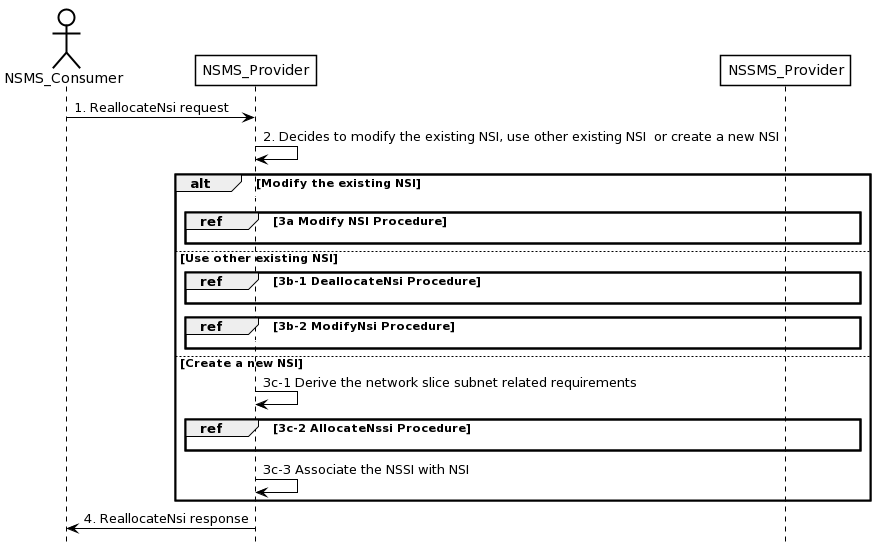 NSMS_Consumer
NSMS_Provider
NSSMS_Provider
1. ReallocateNsi request
2. Decides to modify the existing NSI, use other existing NSI  or create a new NSI
alt [Modify the existing NSI]
ref [3a Modify NSI Procedure]
[Use other existing NSI]
ref [3b-1 DeallocateNsi Procedure]
ref [3b-2 ModifyNsi Procedure]
[Create a new NSI]
3c-1 Derive the network slice subnet related requirements
ref [3c-2 AllocateNssi Procedure]
3c-3 Associate the NSSI with NSI
4. ReallocateNsi response